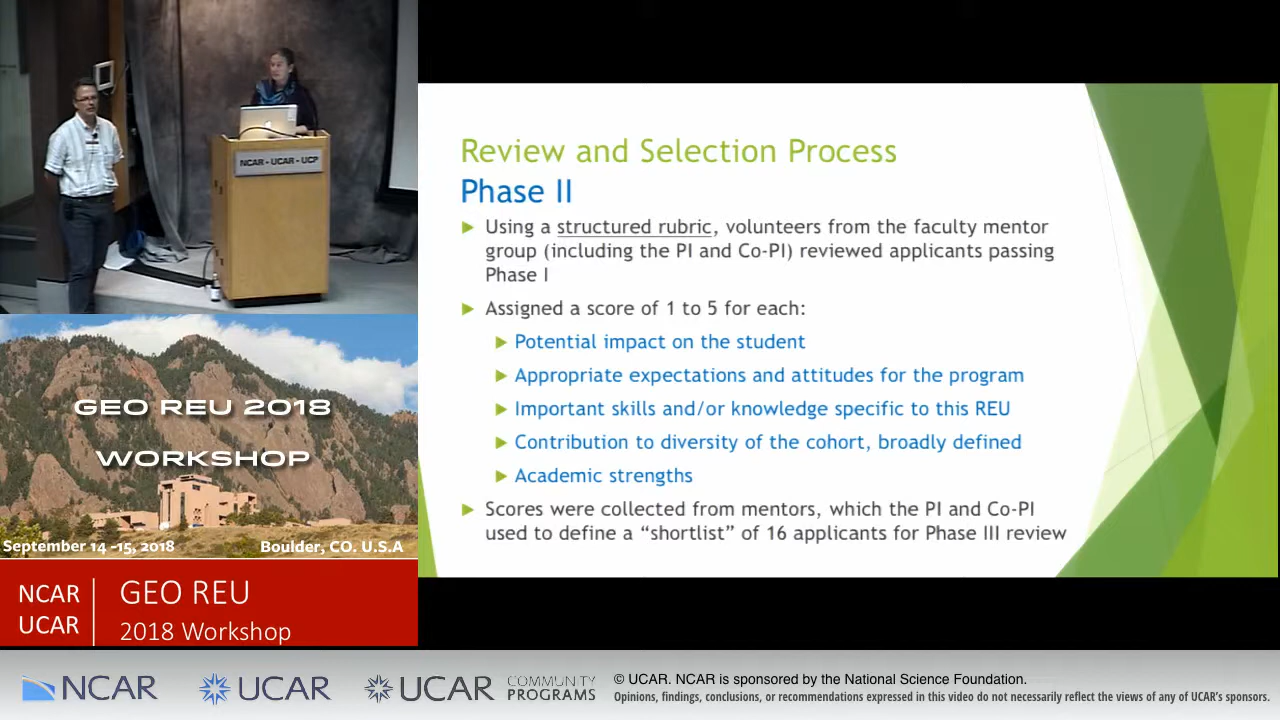 NCAR - UCAR - UCP
GEO REU 2018
WORKSHOP
September 14 -15, 2018
Boulder, CO. U.S.A
NCAR
UCAR
GEO REU
2018 Workshop
Review and Selection Process
Phase II
Using a structured rubric, volunteers from the faculty mentor
group (including the PI and Co-PI) reviewed applicants passing
Phase I
Assigned a score of 1 to 5 for each:
Potential impact on the student
Appropriate expectations and attitudes for the program
Important skills and/or knowledge specific to this REU
Contribution to diversity of the cohort, broadly defined
Academic strengths
Scores were collected from mentors, which the PI and Co-PI
used to define a “shortlist” of 16 applicants for Phase III review
NCAR
UCAR
UCAR
COMMUNITY
PROGRAMS
© UCAR. NCAR is sponsored by the National Science Foundation.
Opinions, findings, conclusions, or recommendations expressed in this video do not necessarily reflect the views of any of UCAR's sponsors.